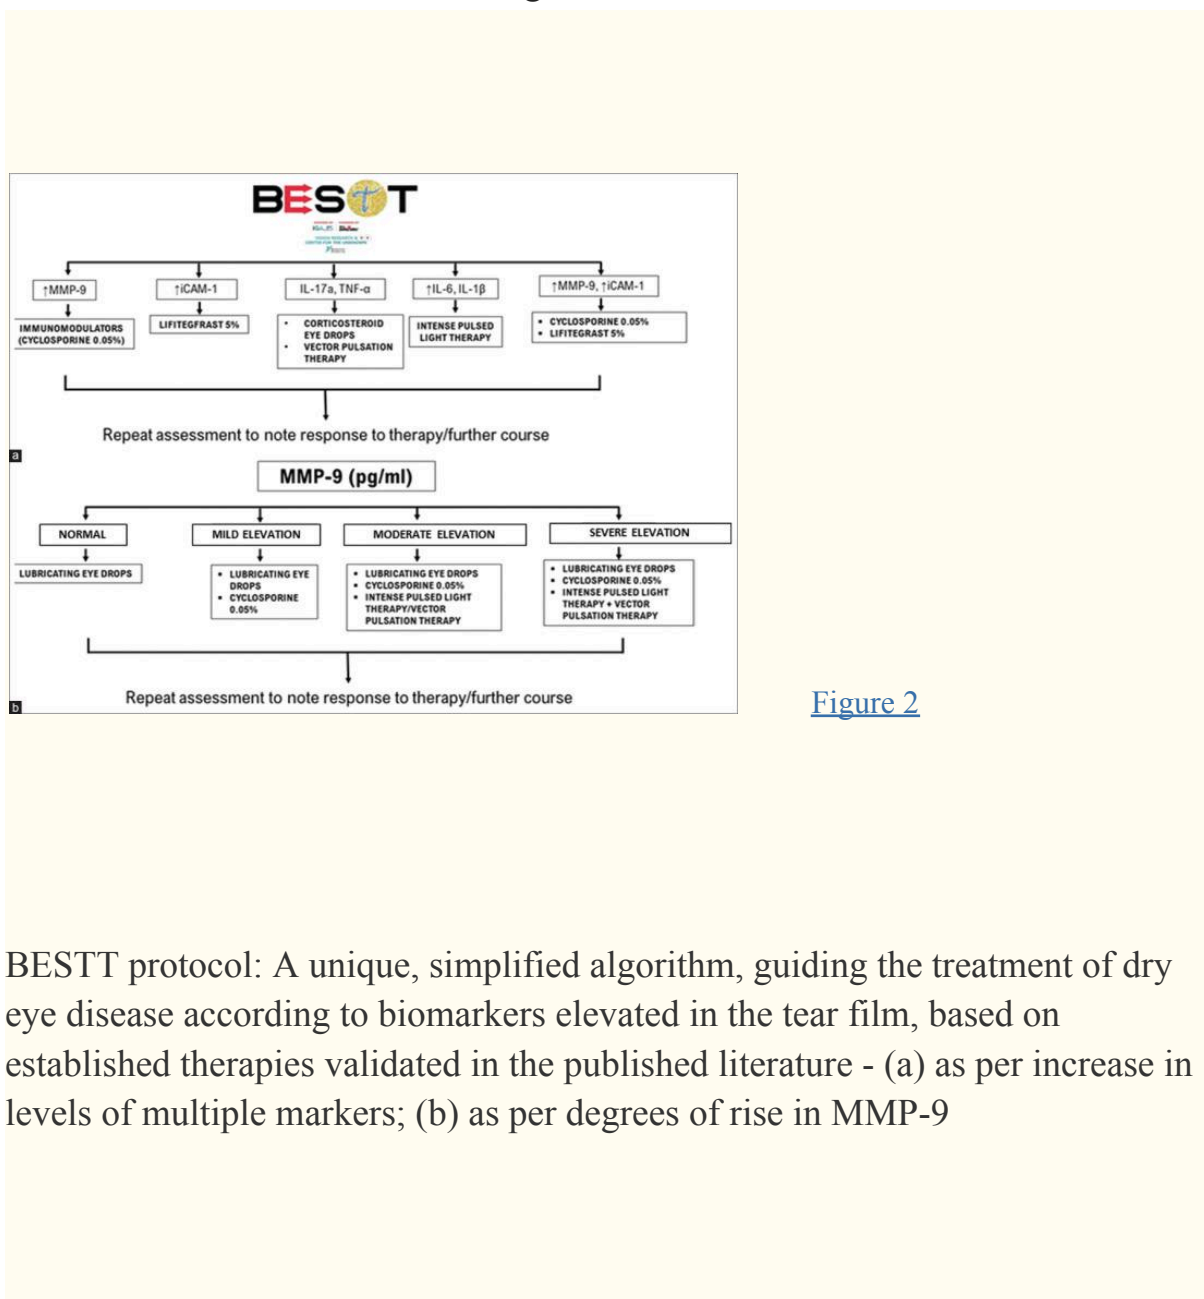 BESTT
↑MMP-9
↑iCAM-1
IL-17a, TNF-α
↑IL-6, IL-1β
↑MMP-9, ↑iCAM-1
IMMUNOMODULATORS
(CYCLOSPORINE 0.05%)
LIFITEGFRAST 5%
• CORTICOSTEROID
EYE DROPS
• VECTOR PULSATION
THERAPY
INTENSE PULSED
LIGHT THERAPY
• CYCLOSPORINE 0.05%
• LIFITEGRAST 5%
Repeat assessment to note response to therapy/further course
a
MMP-9 (pg/ml)
NORMAL
MILD ELEVATION
MODERATE ELEVATION
SEVERE ELEVATION
LUBRICATING EYE DROPS
• LUBRICATING EYE
DROPS
• CYCLOSPORINE
0.05%
• LUBRICATING EYE DROPS
• CYCLOSPORINE 0.05%
• INTENSE PULSED LIGHT
THERAPY/VECTOR
PULSATION THERAPY
• LUBRICATING EYE DROPS
• CYCLOSPORINE 0.05%
• INTENSE PULSED LIGHT
THERAPY + VECTOR
PULSATION THERAPY
Repeat assessment to note response to therapy/further course
b
Figure 2
BESTT protocol: A unique, simplified algorithm, guiding the treatment of dry
eye disease according to biomarkers elevated in the tear film, based on
established therapies validated in the published literature - (a) as per increase in
levels of multiple markers; (b) as per degrees of rise in MMP-9